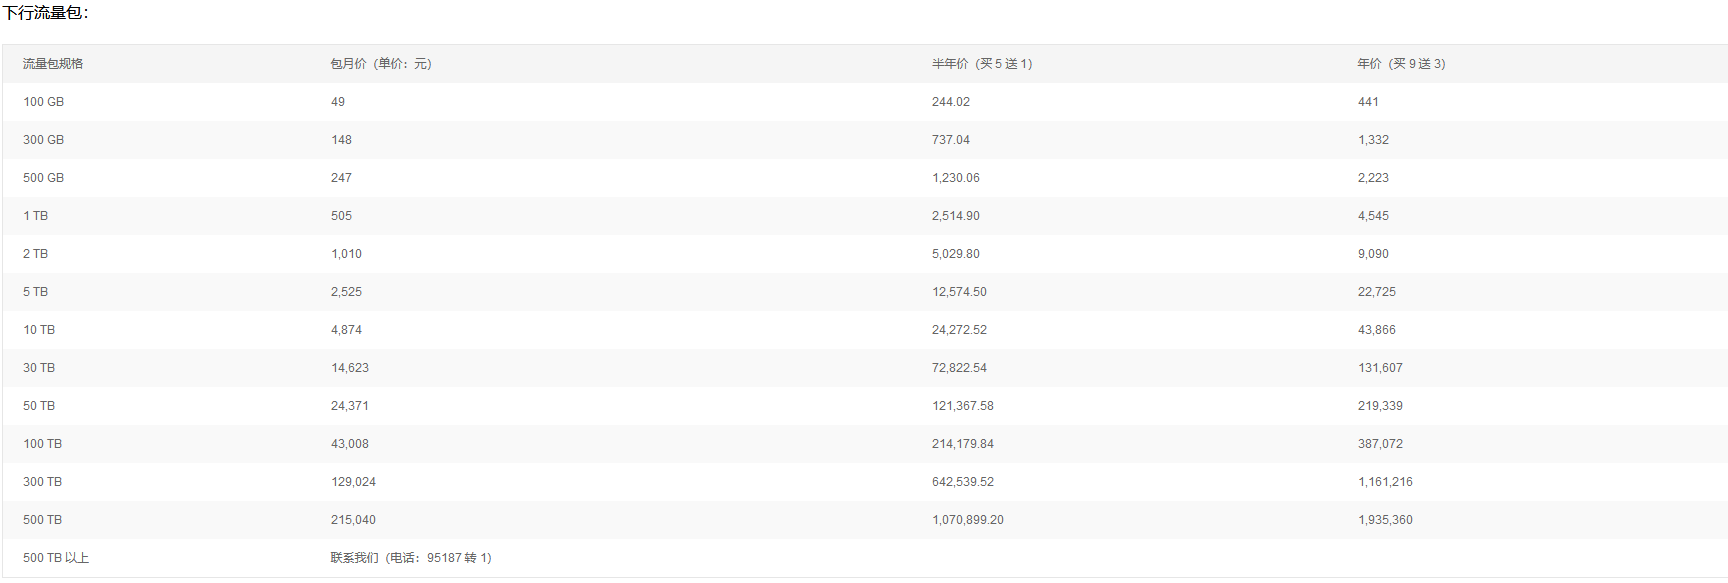 下行流量包：
流量包规格 包月价（单价：元） 半年价（买 5 送 1） 年价（买 9 送 3）
100 GB 49 244.02 441
300 GB 148 737.04 1,332
500 GB 247 1,230.06 2,223
1 TB 505 2,514.90 4,545
2 TB 1,010 5,029.80 9,090
5 TB 2,525 12,574.50 22,725
10 TB 4,874 24,272.52 43,866
30 TB 14,623 72,822.54 131,607
50 TB 24,371 121,367.58 219,339
100 TB 43,008 214,179.84 387,072
300 TB 129,024 642,539.52 1,161,216
500 TB 215,040 1,070,899.20 1,935,360
500 TB 以上 联系我们（电话：95187 转 1）